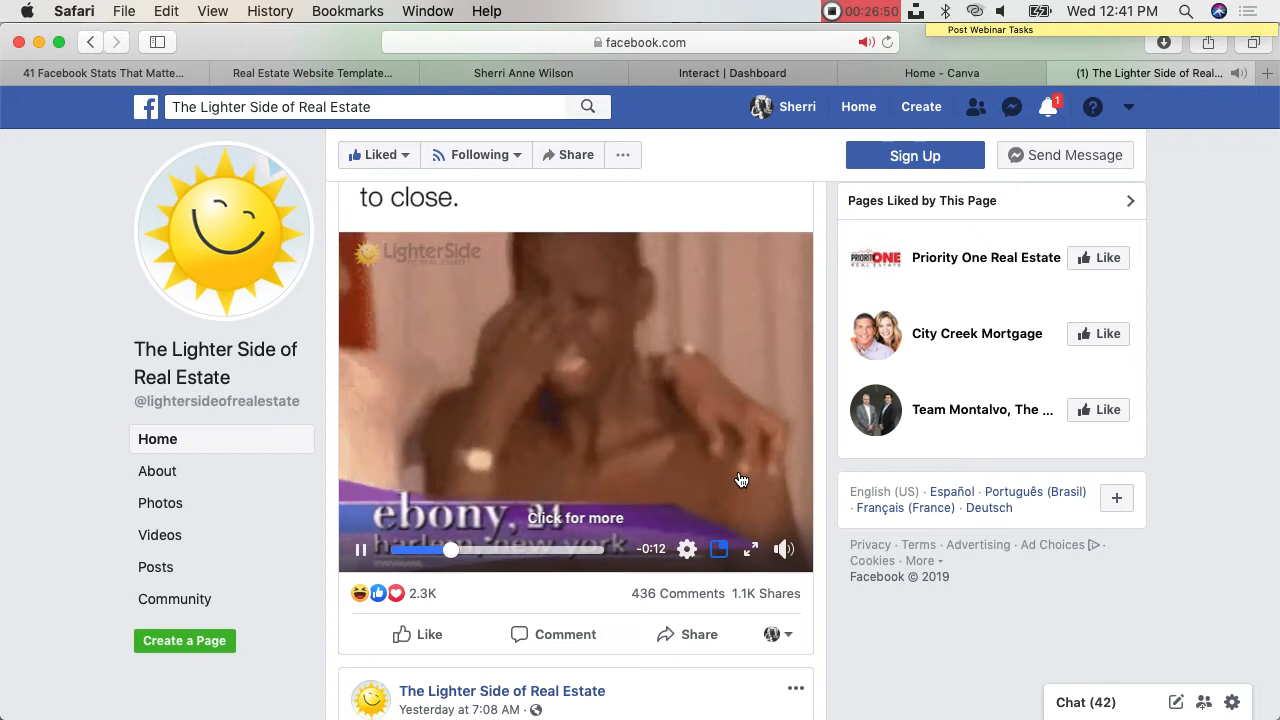 Safari File Edit View History Bookmarks Window Help 00:26:50 Wed 12:41 PM
Post Webinar Tasks
facebook.com
41 Facebook Stats That Matte... Real Estate Website Template... Sherri Anne Wilson Interact | Dashboard Home - Canva (1) The Lighter Side of Real...
The Lighter Side of Real Estate Sherri Home Create 1
Liked Following Share Sign Up Send Message
to close.
Pages Liked by This Page
LighterSide
OF REAL ESTATE
PRIORITYONE
REAL ESTATE
Priority One Real Estate Like
City Creek Mortgage Like
Team Montalvo, The ... Like
The Lighter Side of
Real Estate
@lightersideofrealestate
Home
About
Photos
Videos
Posts
Community
Create a Page
ebony, 21
Click for more
harlem, new york
-0:12
2.3K 436 Comments 1.1K Shares
Like Comment Share
The Lighter Side of Real Estate
Yesterday at 7:08 AM ·
English (US) · Español · Português (Brasil)
· Français (France) · Deutsch
Privacy · Terms · Advertising · Ad Choices ·
Cookies · More
Facebook © 2019
Chat (42)